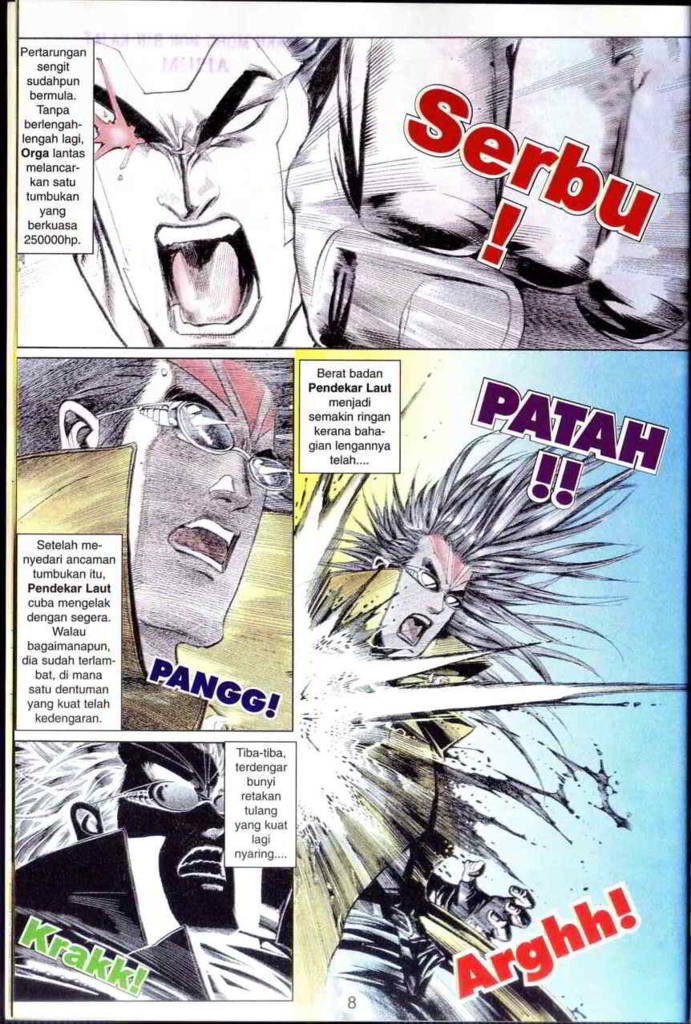 Pertarungan
sengit
sudahpun
bermula.
Tanpa
berlengah-
lengah lagi,
Orga lantas
melancar-
kan satu
tumbukan
yang
berkuasa
250000hp.
Serbu
!
Setelah me-
nyedari ancaman
tumbukan itu,
Pendekar Laut
cuba mengelak
dengan segera.
Walau
bagaimanapun,
dia sudah terlam-
bat, di mana
satu dentuman
yang kuat telah
kedengaran.
PANGG!
Tiba-tiba,
terdengar
bunyi
retakan
tulang
yang kuat
lagi
nyaring....
Krakk!
Berat badan
Pendekar Laut
menjadi
semakin ringan
kerana baha-
gian lengannya
telah....
PATAH
!!
Arghh!
8